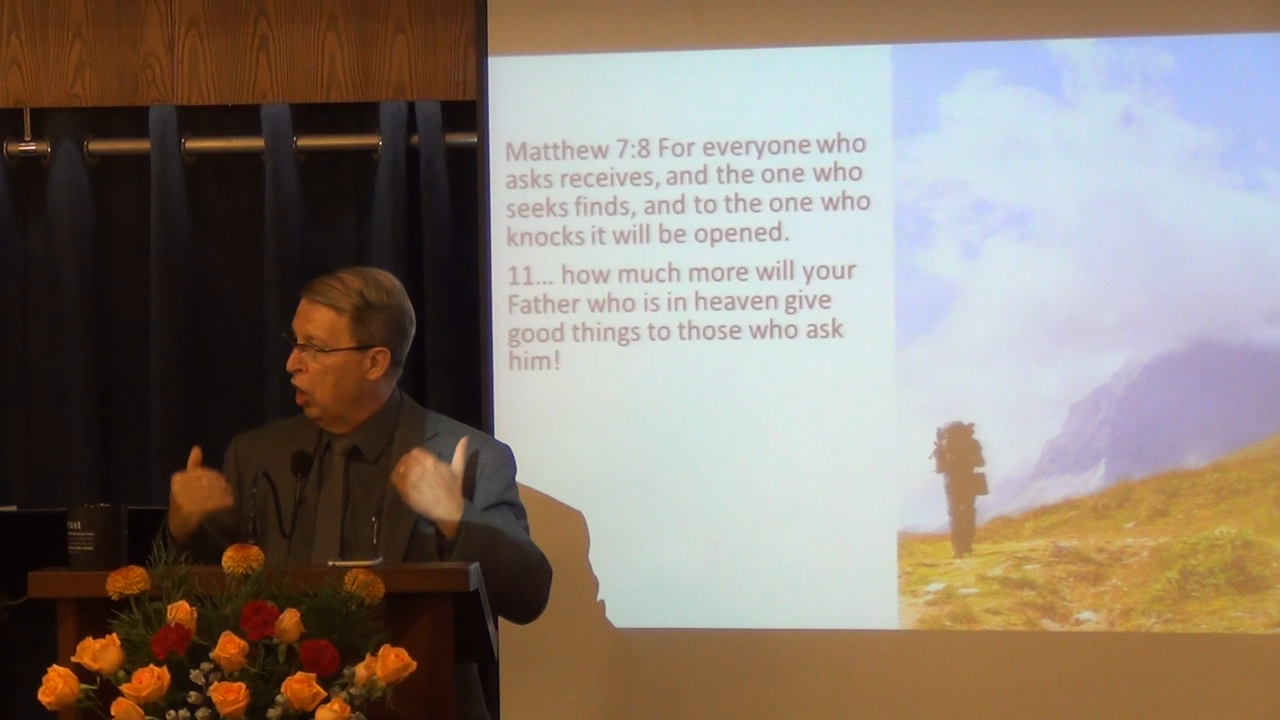 Matthew 7:8 For everyone who
asks receives, and the one who
seeks finds, and to the one who
knocks it will be opened.
11... how much more will your
Father who is in heaven give
good things to those who ask
him!